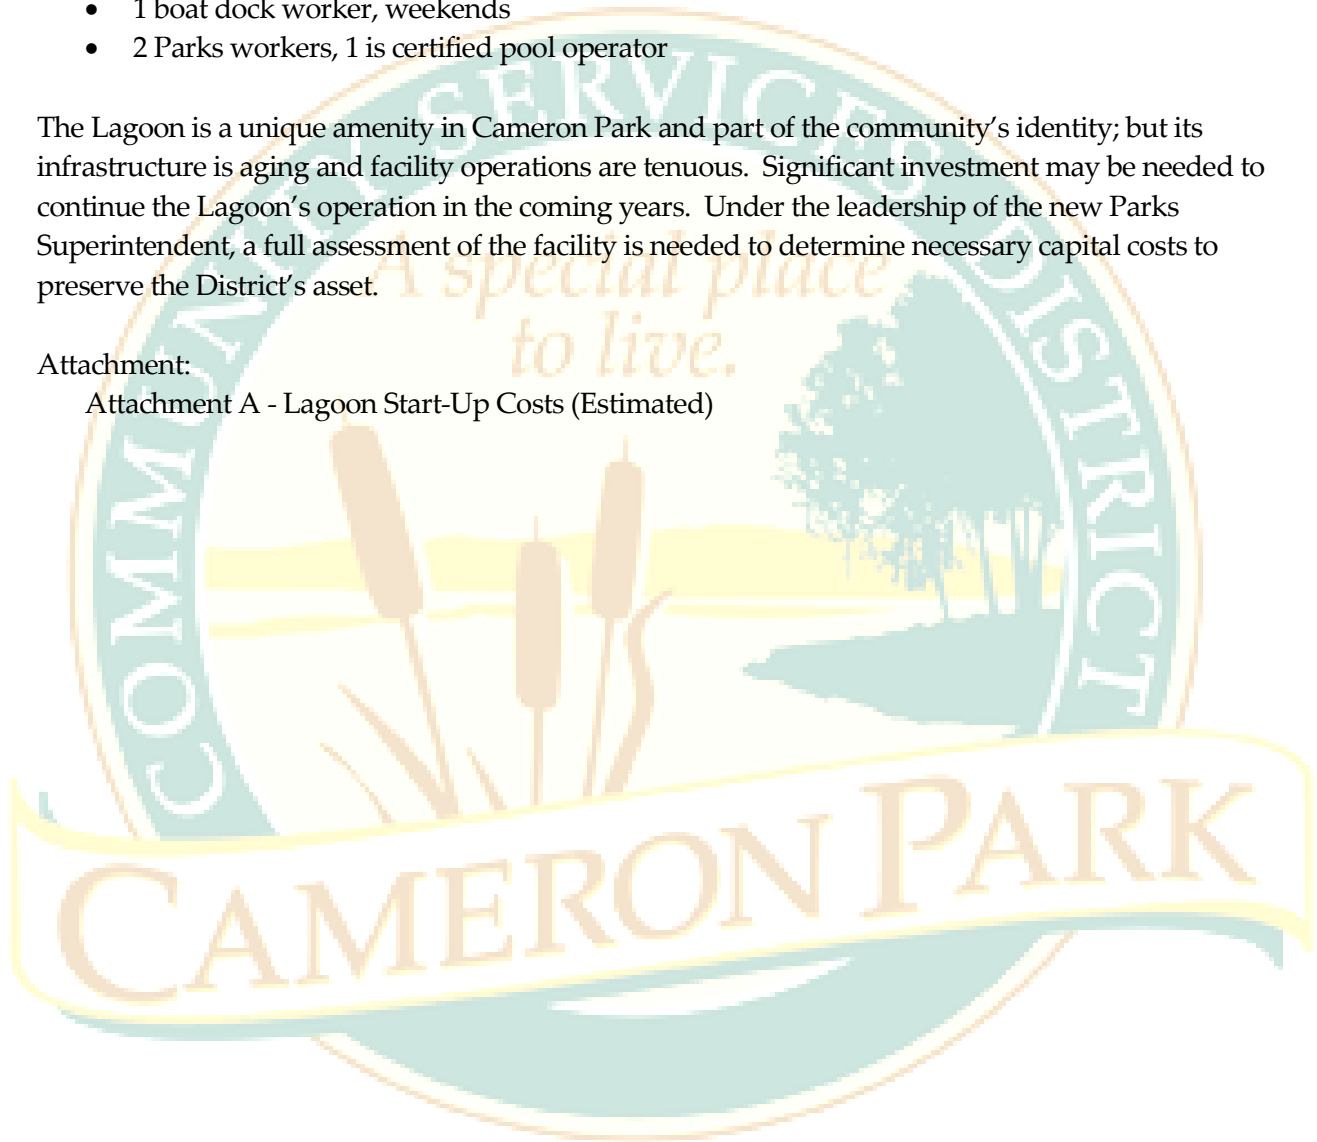 • 1 boat dock worker, weekends
• 2 Parks workers, 1 is certified pool operator
The Lagoon is a unique amenity in Cameron Park and part of the community’s identity; but its
infrastructure is aging and facility operations are tenuous.  Significant investment may be needed to
continue the Lagoon’s operation in the coming years.  Under the leadership of the new Parks
Superintendent, a full assessment of the facility is needed to determine necessary capital costs to
preserve the District’s asset.
Attachment:
Attachment A - Lagoon Start-Up Costs (Estimated)
COMMUNITY SERVICES DISTRICT
A special place
to live.
CAMERON PARK